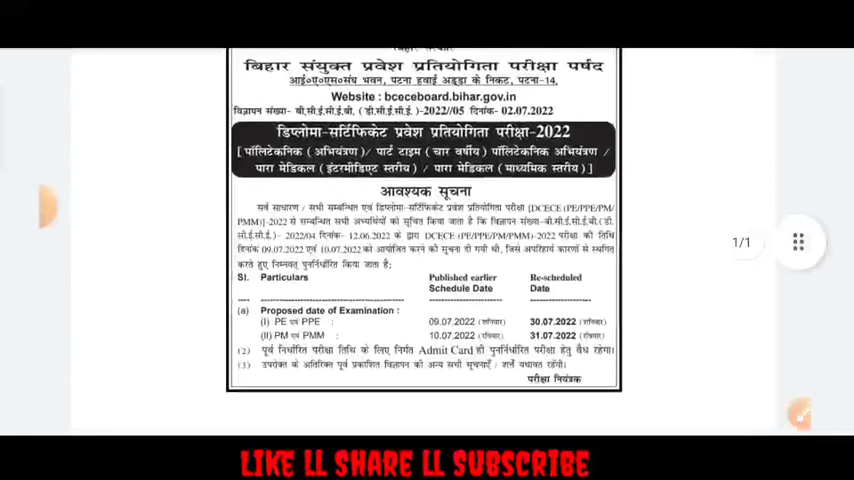 बिहार संयुक्त प्रवेश प्रतियोगिता परीक्षा पर्षद
आई०ए०एस०संघ भवन, पटना हवाई अड्डा के निकट, पटना-14,
Website : bceceboard.bihar.gov.in
विज्ञापन संख्या- बी.सी.ई.सी.ई.बी. (डी.सी.ई.सी.ई.) -2022//05 दिनांक- 02.07.2022
डिप्लोमा-सर्टिफिकेट प्रवेश प्रतियोगिता परीक्षा-2022
[ पॉलिटेकनिक (अभियंत्रण)/ पार्ट टाइम (चार वर्षीय) पॉलिटेकनिक अभियंत्रण /
पारा मेडिकल (इंटरमीडिएट स्तरीय) / पारा मेडिकल (माध्यमिक स्तरीय) ]
आवश्यक सूचना
सर्व साधारण / सभी सम्बन्धित एवं डिप्लोमा-सर्टिफिकेट प्रवेश प्रतियोगिता परीक्षा [DCECE (PE/PPE/PM/
PMM)]-2022 से सम्बन्धित सभी अभ्यर्थियों को सूचित किया जाता है कि विज्ञापन संख्या-बी.सी.ई.सी.ई.बी.(डी.
सी.ई.सी.ई.)- 2022/04 दिनांक- 12.06.2022 के द्वारा DCECE (PE/PPE/PM/PMM)-2022 परीक्षा की तिथि
दिनांक 09.07.2022 एवं 10.07.2022 को आयोजित करने की सूचना दी गयी थी, जिसे अपरिहार्य कारणों से स्थगित
करते हुए निम्नवत् पुनर्निर्धारित किया जाता है;
Sl. Particulars Published earlier Re-scheduled
Schedule Date Date
(a) Proposed date of Examination :
(I) PE एवं PPE : 09.07.2022 (शनिवार) 30.07.2022 (शनिवार)
(II) PM एवं PMM : 10.07.2022 (रविवार) 31.07.2022 (रविवार)
(2) पूर्व निर्धारित परीक्षा तिथि के लिए निर्गत Admit Card ही पुनर्निर्धारित परीक्षा हेतु वैध रहेगा।
(3) उपरोक्त के अतिरिक्त पूर्व प्रकाशित विज्ञापन की अन्य सभी सूचनाएँ / शर्तें यथावत रहेंगी।
परीक्षा नियंत्रक
1/1
LIKE LL SHARE LL SUBSCRIBE